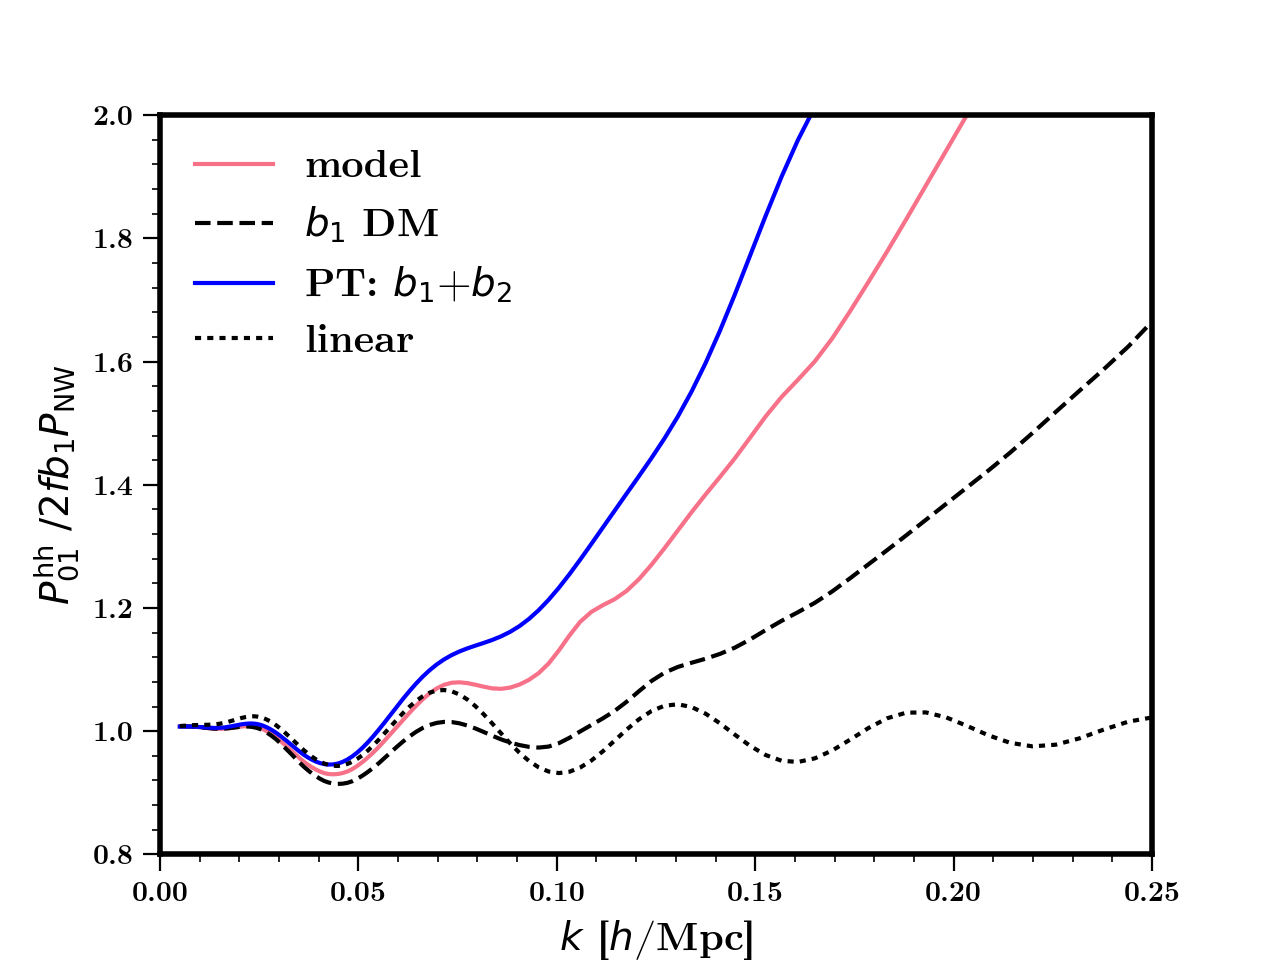 model
b₁ DM
PT: b₁+b₂
linear
2.0
1.8
1.6
1.4
1.2
1.0
0.8
0.00
0.05
0.10
0.15
0.20
0.25
k [h/Mpc]
P₀₁ʰʰ /2fb₁P_NW